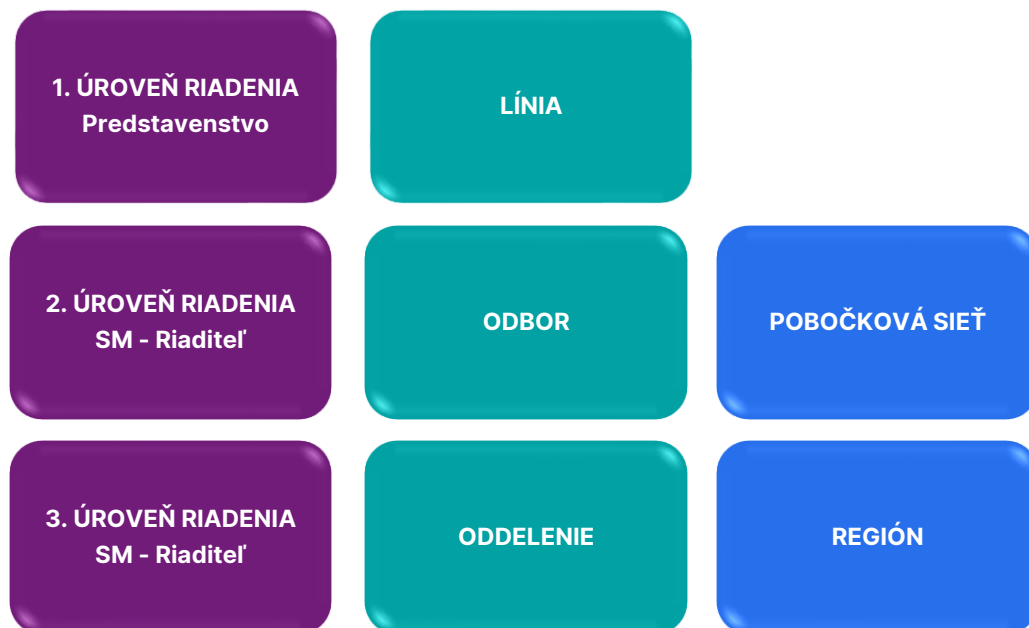 1. ÚROVEŇ RIADENIA
Predstavenstvo
LÍNIA
2. ÚROVEŇ RIADENIA
SM - Riaditeľ
ODBOR
POBOČKOVÁ SIEŤ
3. ÚROVEŇ RIADENIA
SM - Riaditeľ
ODDELENIE
REGIÓN